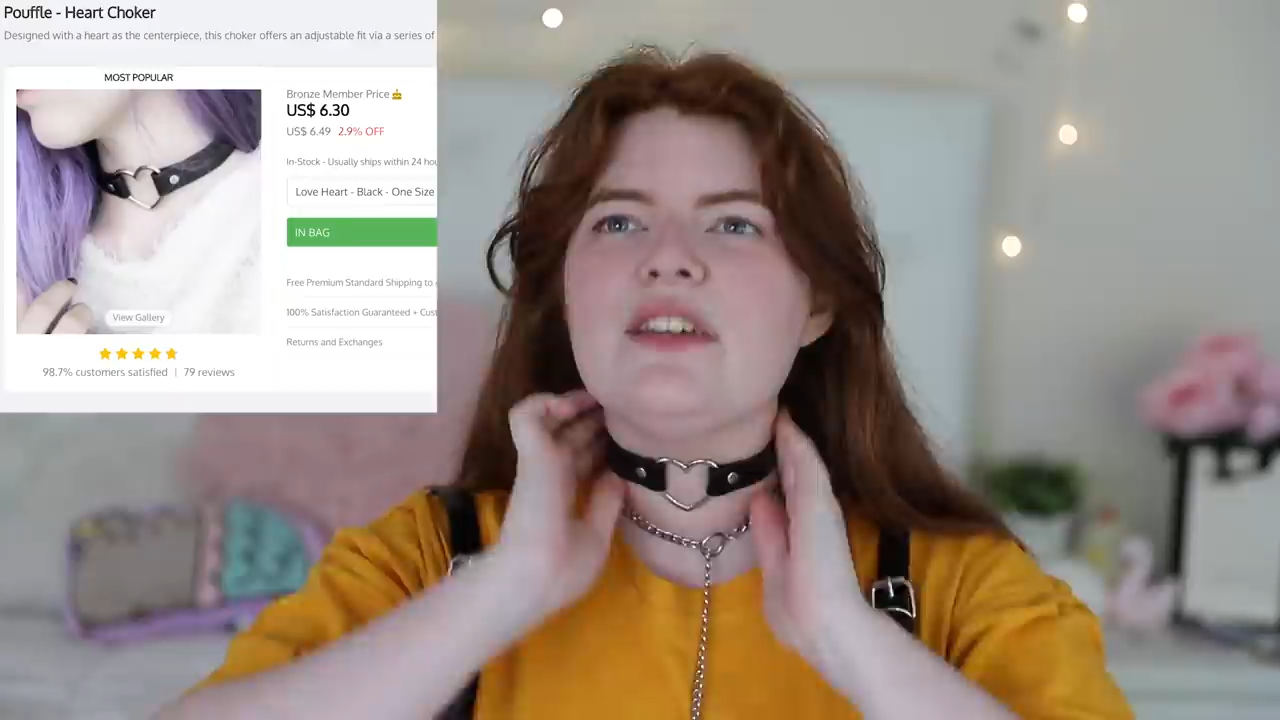 Pouffle - Heart Choker
Designed with a heart as the centerpiece, this choker offers an adjustable fit via a series of
MOST POPULAR
Bronze Member Price
US$ 6.30
US$ 6.49 2.9% OFF
In-Stock - Usually ships within 24 hou
Love Heart - Black - One Size
IN BAG
Free Premium Standard Shipping to
100% Satisfaction Guaranteed + Cust
View Gallery
Returns and Exchanges
98.7% customers satisfied | 79 reviews